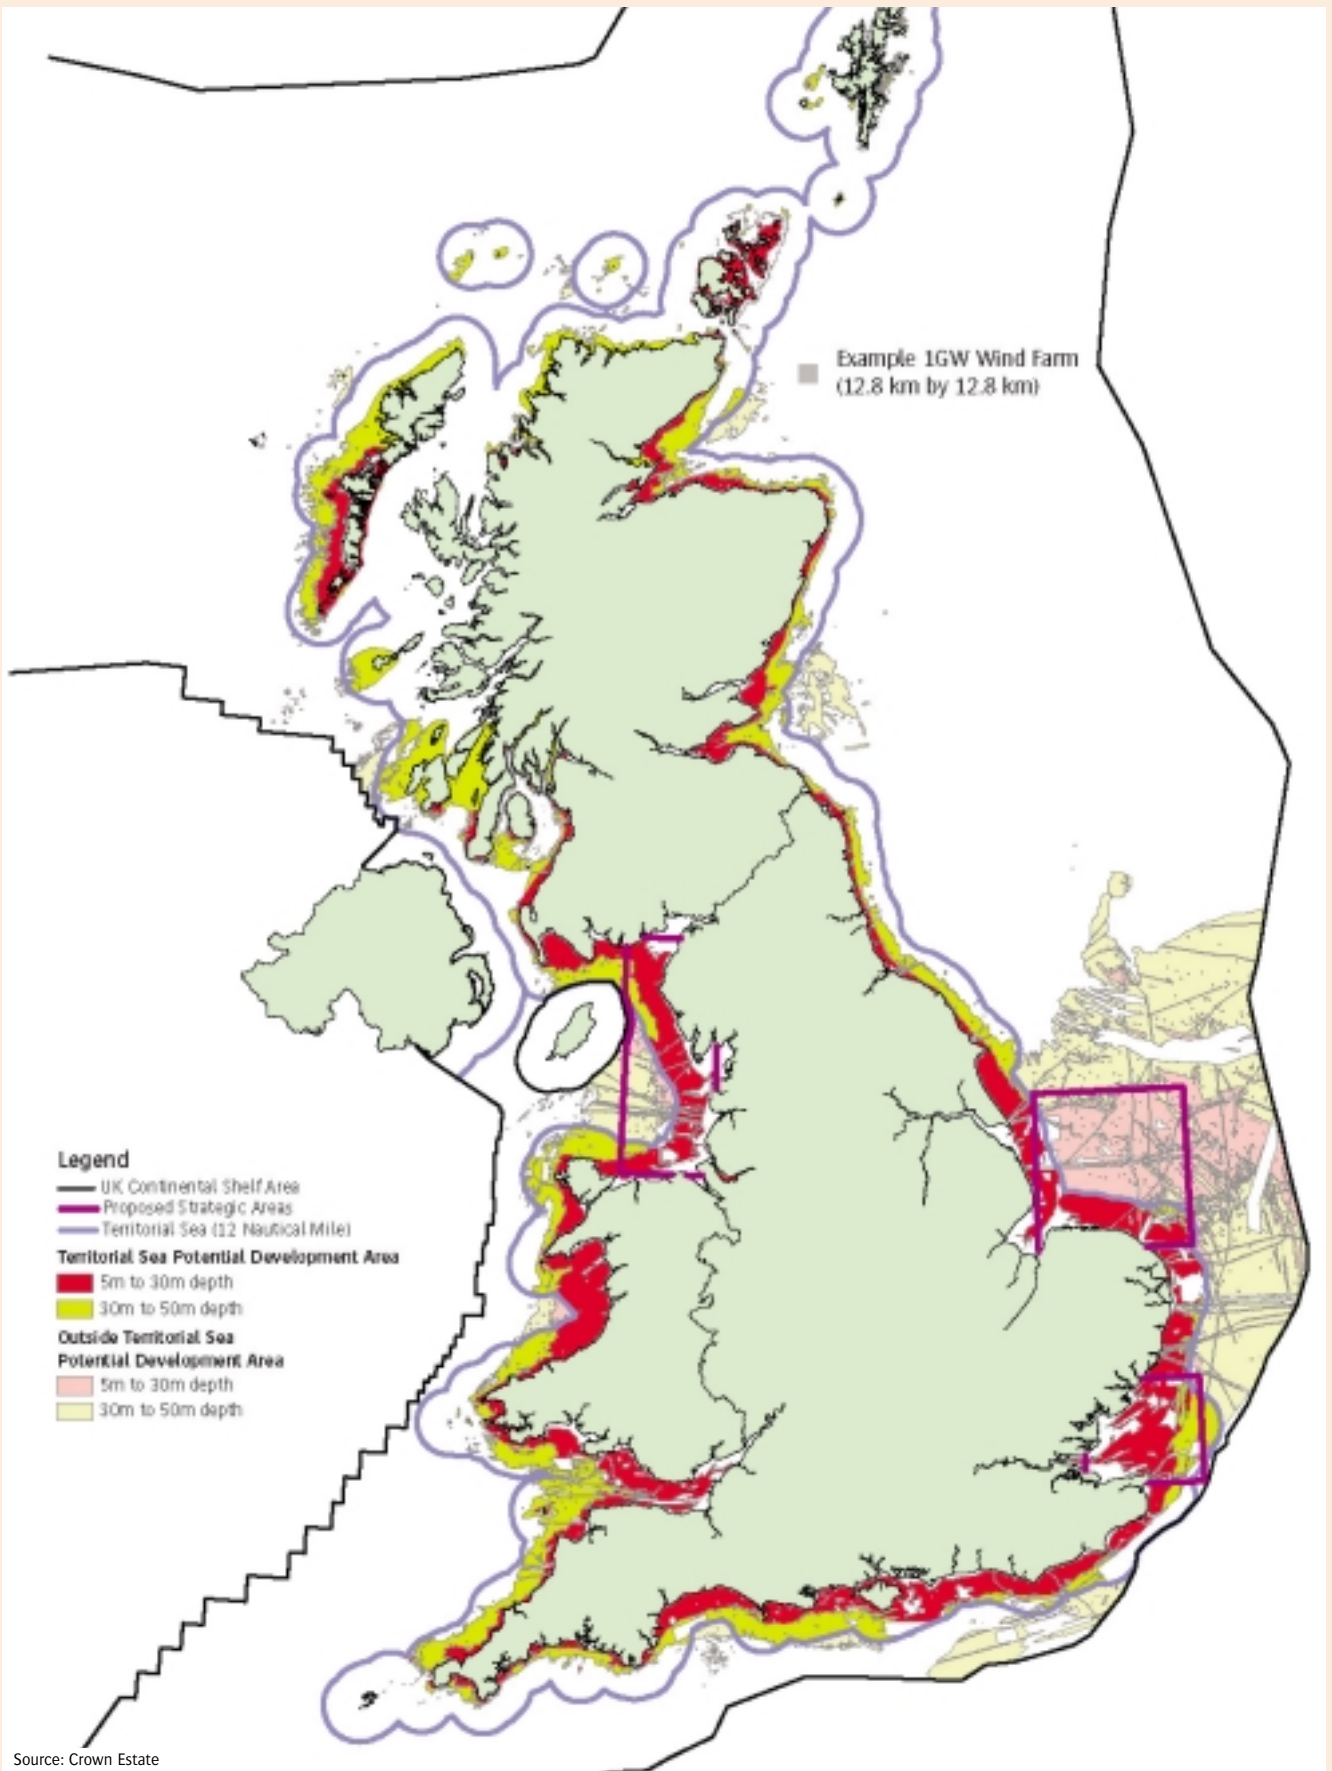 Example 1GW Wind Farm
(12.8 km by 12.8 km)
Legend
UK Continental Shelf Area
Proposed Strategic Areas
Territorial Sea (12 Nautical Mile)
Territorial Sea Potential Development Area
5m to 30m depth
30m to 50m depth
Outside Territorial Sea
Potential Development Area
5m to 30m depth
30m to 50m depth
Source: Crown Estate